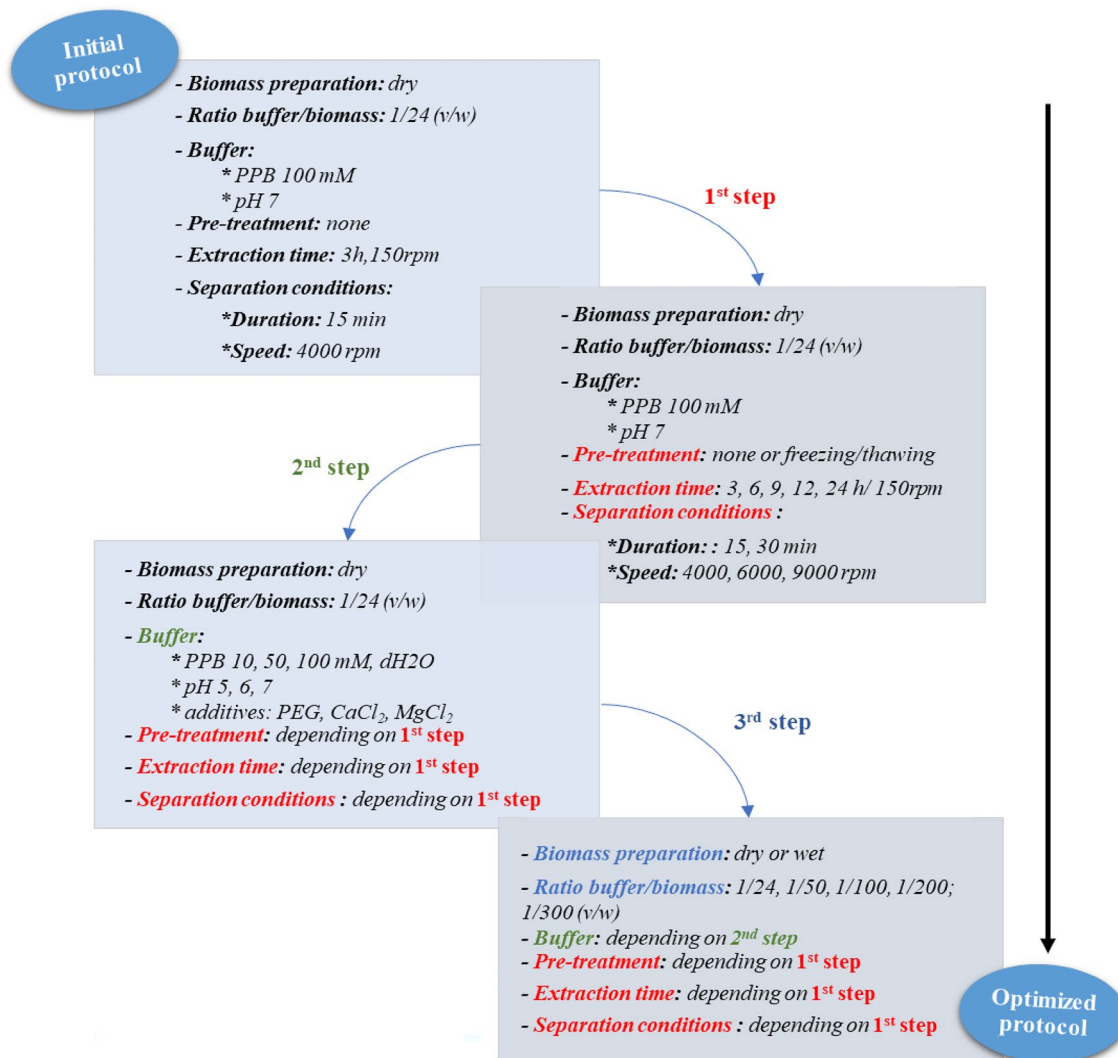 Initial
protocol
- Biomass preparation: dry
- Ratio buffer/biomass: 1/24 (v/w)
- Buffer:
* PPB 100 mM
* pH 7
- Pre-treatment: none
- Extraction time: 3h,150rpm
- Separation conditions:
*Duration: 15 min
*Speed: 4000 rpm
1st step
- Biomass preparation: dry
- Ratio buffer/biomass: 1/24 (v/w)
- Buffer:
* PPB 100 mM
* pH 7
- Pre-treatment: none or freezing/thawing
- Extraction time: 3, 6, 9, 12, 24 h/ 150rpm
- Separation conditions :
*Duration: : 15, 30 min
*Speed: 4000, 6000, 9000 rpm
2nd step
- Biomass preparation: dry
- Ratio buffer/biomass: 1/24 (v/w)
- Buffer:
* PPB 10, 50, 100 mM, dH2O
* pH 5, 6, 7
* additives: PEG, CaCl2, MgCl2
- Pre-treatment: depending on 1st step
- Extraction time: depending on 1st step
- Separation conditions : depending on 1st step
3rd step
- Biomass preparation: dry or wet
- Ratio buffer/biomass: 1/24, 1/50, 1/100, 1/200;
1/300 (v/w)
- Buffer: depending on 2nd step
- Pre-treatment: depending on 1st step
- Extraction time: depending on 1st step
- Separation conditions : depending on 1st step
Optimized
protocol